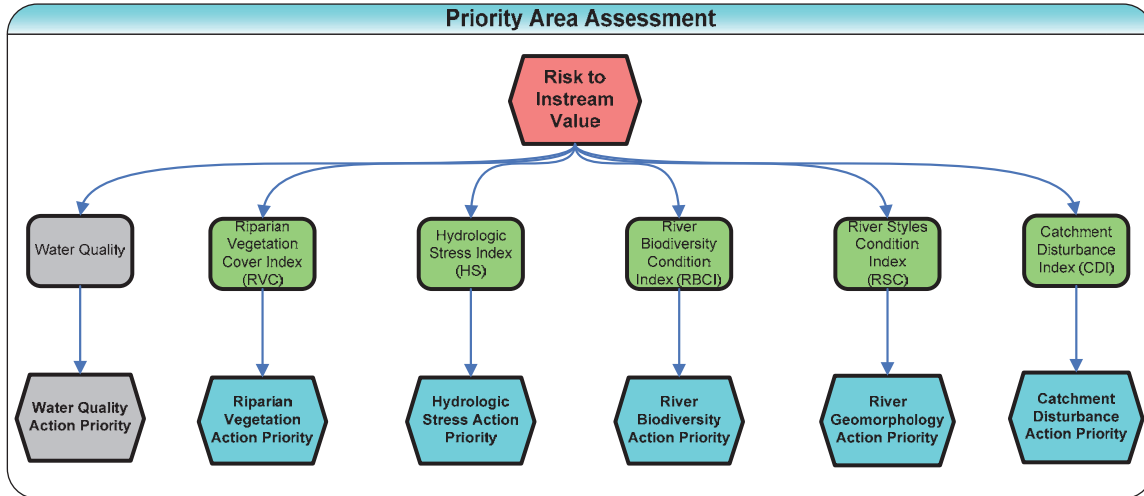 Priority Area Assessment
Risk to
Instream
Value
Water Quality
Riparian
Vegetation
Cover Index
(RVC)
Hydrologic
Stress Index
(HS)
River
Biodiversity
Condition
Index (RBCI)
River Styles
Condition
Index
(RSC)
Catchment
Disturbance
Index (CDI)
Water Quality
Action Priority
Riparian
Vegetation
Action Priority
Hydrologic
Stress Action
Priority
River
Biodiversity
Action Priority
River
Geomorphology
Action Priority
Catchment
Disturbance
Action Priority